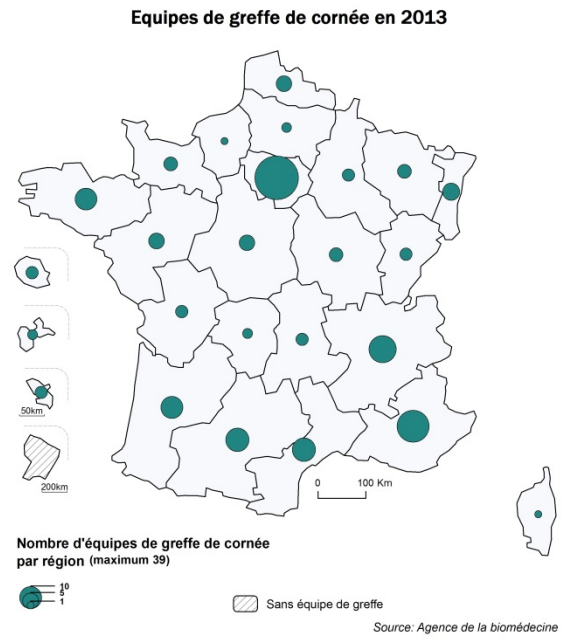 Equipes de greffe de cornée en 2013
50km
200km
0 100 Km
Nombre d'équipes de greffe de cornée
par région (maximum 39)
10
5
1
Sans équipe de greffe
Source: Agence de la biomédecine